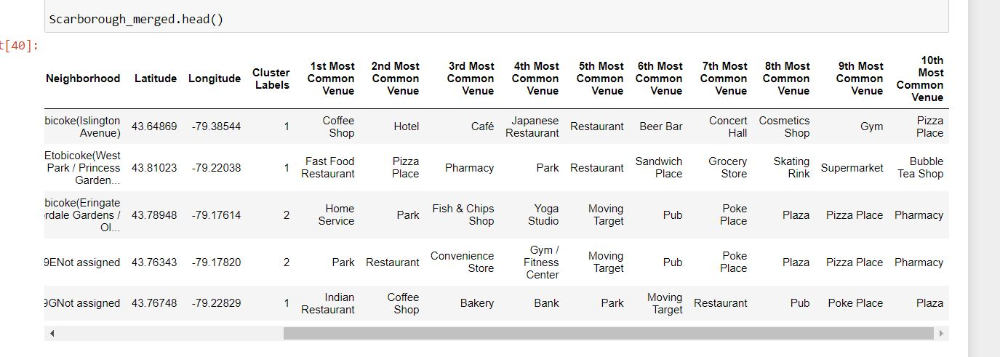 Scarborough_merged.head()
t[40]:
Neighborhood Latitude Longitude Cluster Labels 1st Most Common Venue 2nd Most Common Venue 3rd Most Common Venue 4th Most Common Venue 5th Most Common Venue 6th Most Common Venue 7th Most Common Venue 8th Most Common Venue 9th Most Common Venue 10th Most Common Venue
bicoke(Islington Avenue) 43.64869 -79.38544 1 Coffee Shop Hotel Café Japanese Restaurant Restaurant Beer Bar Concert Hall Cosmetics Shop Gym Pizza Place
Etobicoke(West Park / Princess Garden... 43.81023 -79.22038 1 Fast Food Restaurant Pizza Place Pharmacy Park Restaurant Sandwich Place Grocery Store Skating Rink Supermarket Bubble Tea Shop
bicoke(Eringate rdale Gardens / Ol... 43.78948 -79.17614 2 Home Service Park Fish & Chips Shop Yoga Studio Moving Target Pub Poke Place Plaza Pizza Place Pharmacy
9ENot assigned 43.76343 -79.17820 2 Park Restaurant Convenience Store Gym / Fitness Center Moving Target Pub Poke Place Plaza Pizza Place Pharmacy
9GNot assigned 43.76748 -79.22829 1 Indian Restaurant Coffee Shop Bakery Bank Park Moving Target Restaurant Pub Poke Place Plaza